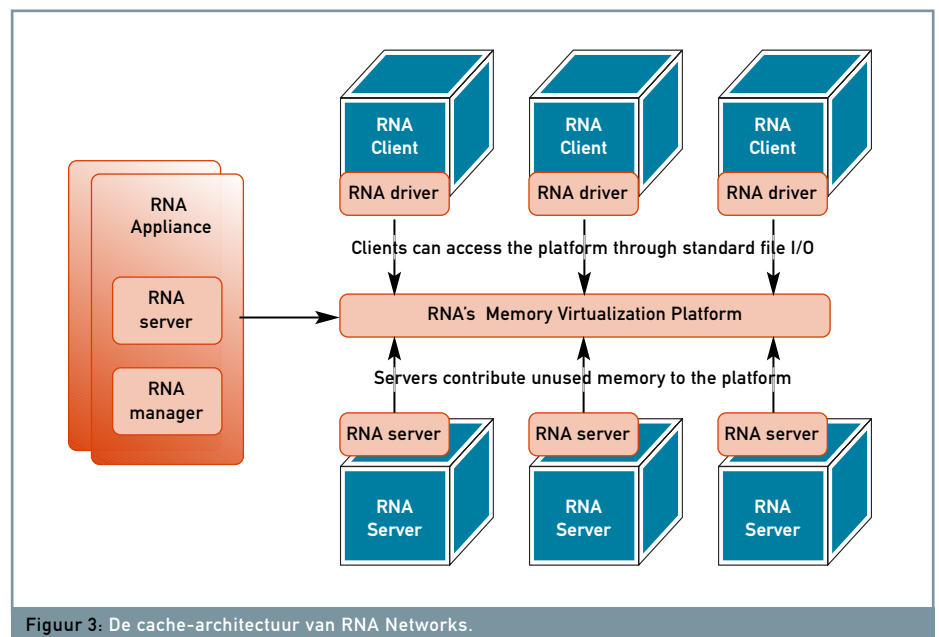 RNA
Client
RNA
Client
RNA
Client
RNA driver
RNA driver
RNA driver
RNA
Appliance
Clients can access the platform through standard file I/O
RNA
server
RNA's Memory Virtualization Platform
RNA
manager
Servers contribute unused memory to the platform
RNA server
RNA server
RNA server
RNA
Server
RNA
Server
RNA
Server
Figuur 3: De cache-architectuur van RNA Networks.